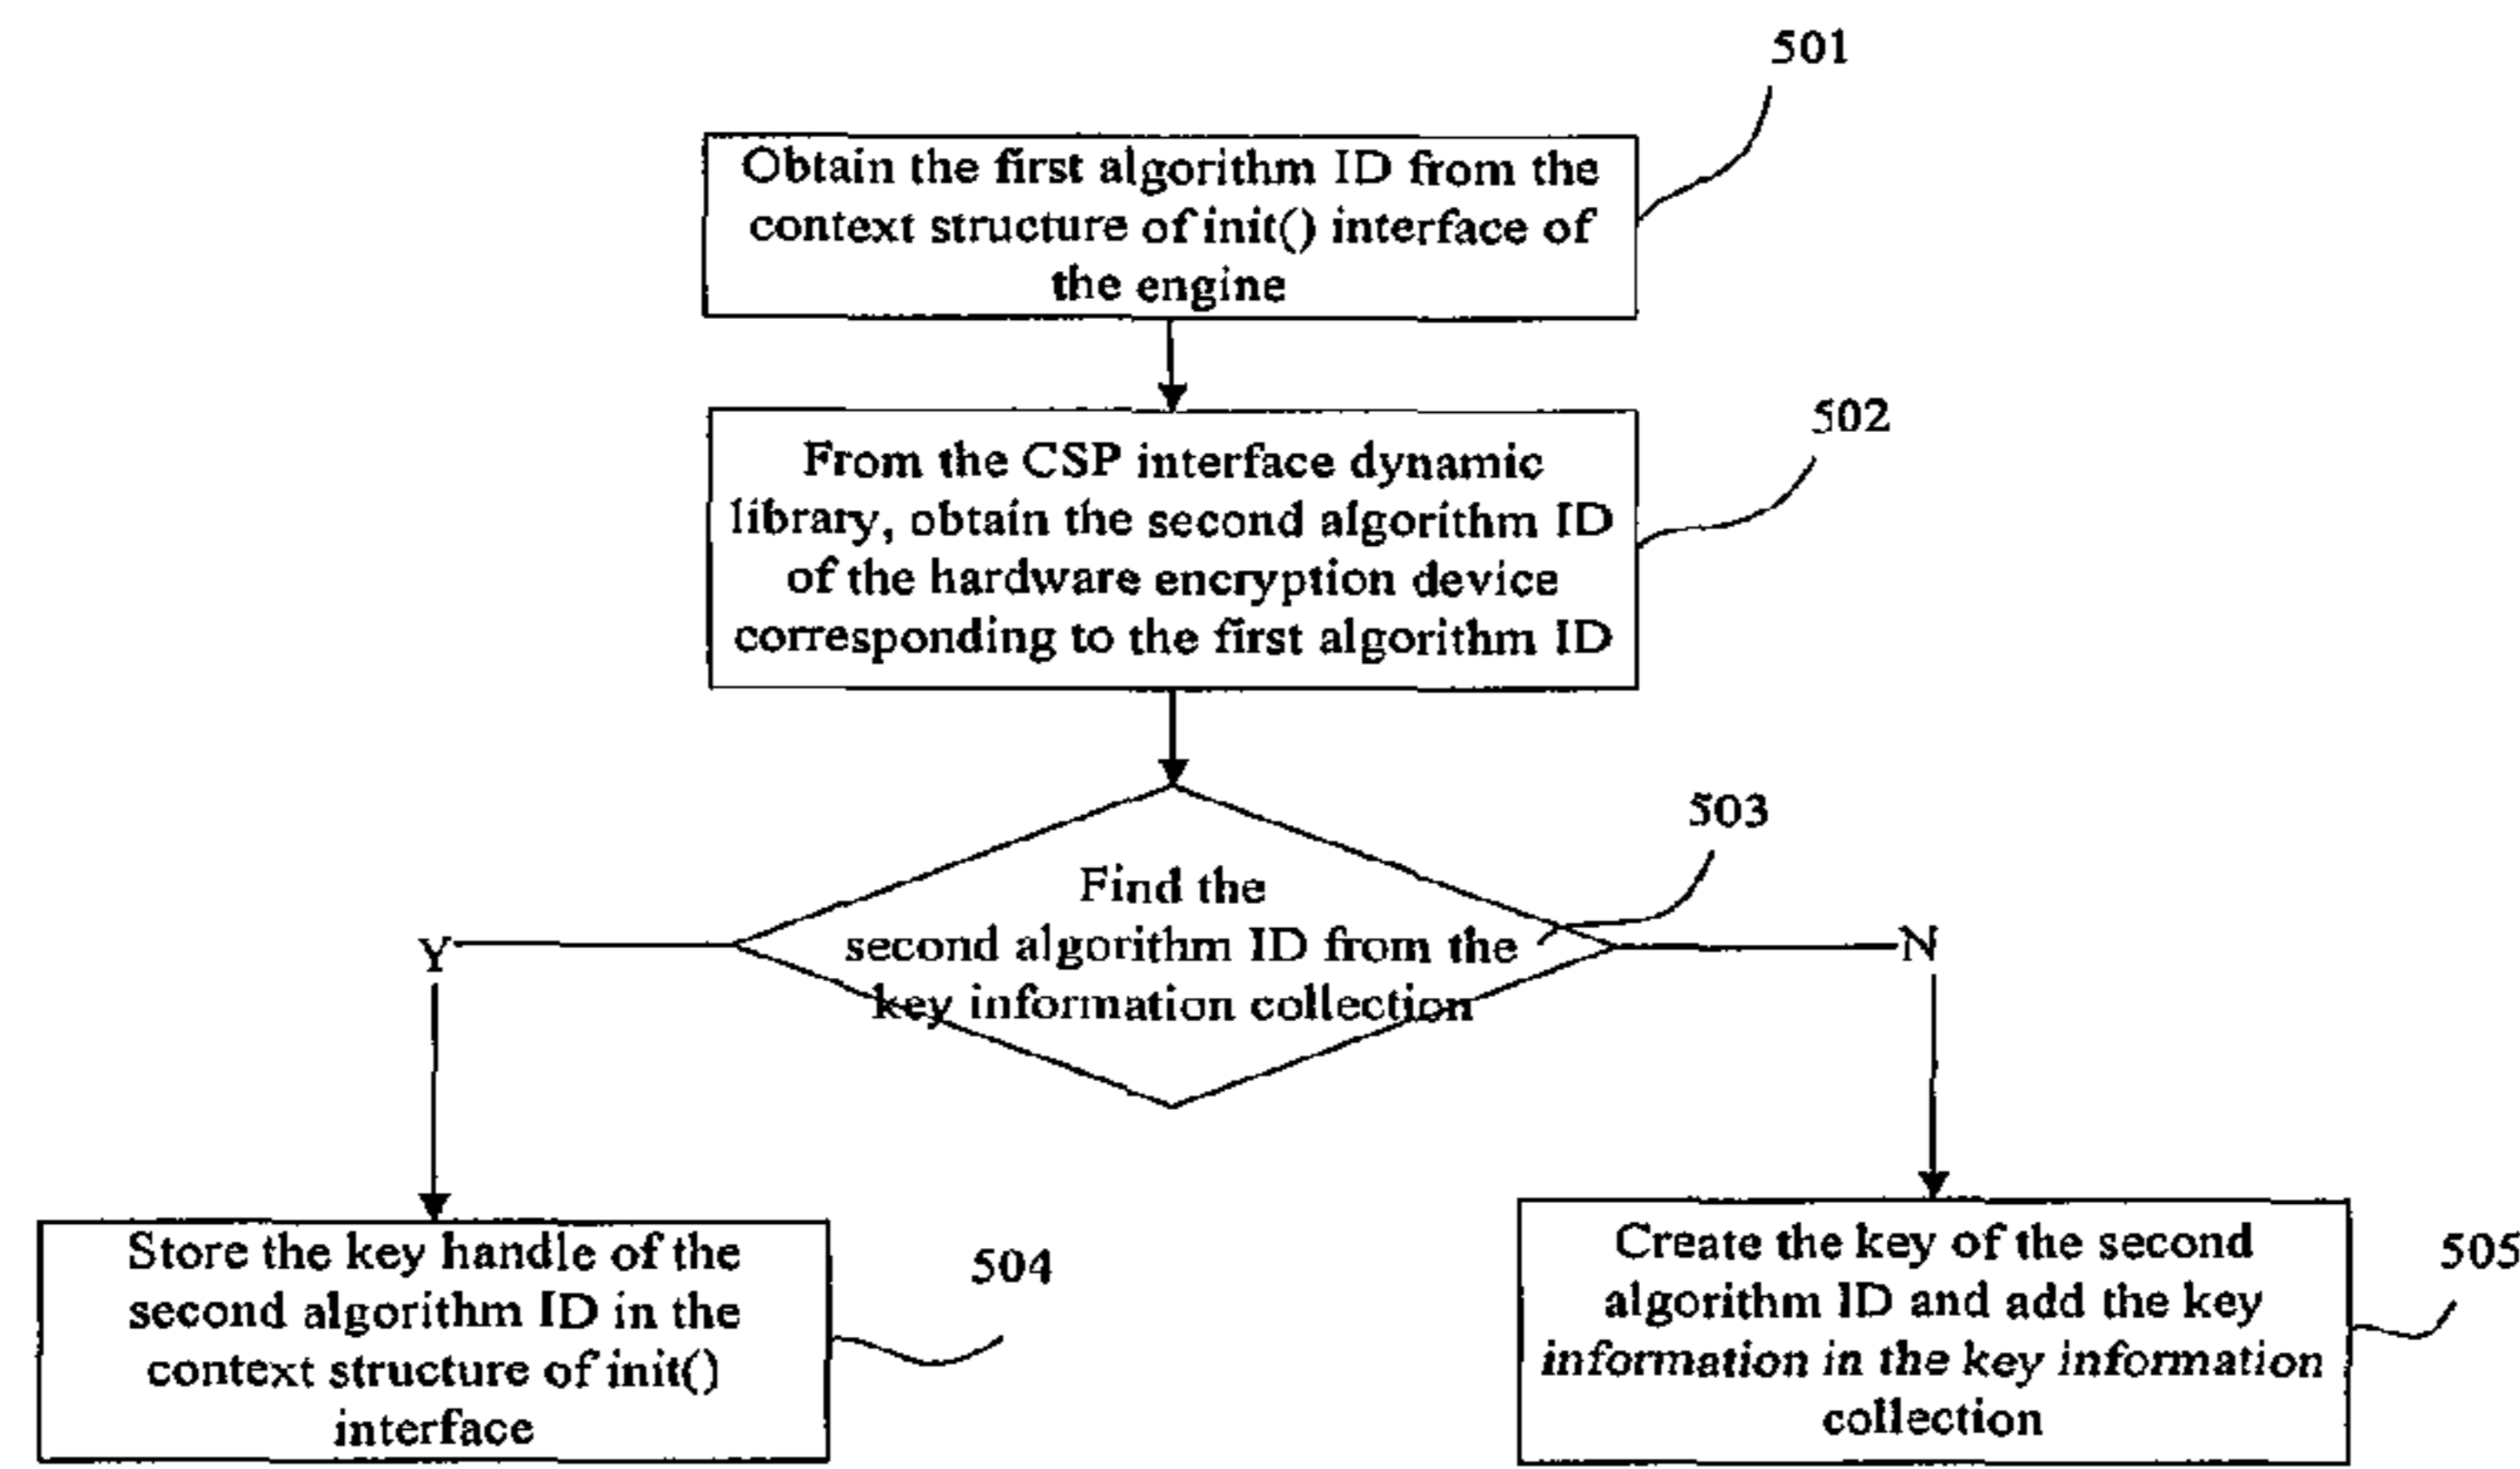 501
Obtain the first algorithm ID from the
context structure of init() interface of
the engine
502
From the CSP interface dynamic
library, obtain the second algorithm ID
of the hardware encryption device
corresponding to the first algorithm ID
503
Find the
second algorithm ID from the
key information collection
Y
N
Store the key handle of the
second algorithm ID in the
context structure of init()
interface
504
Create the key of the second
algorithm ID and add the key
information in the key information
collection
505